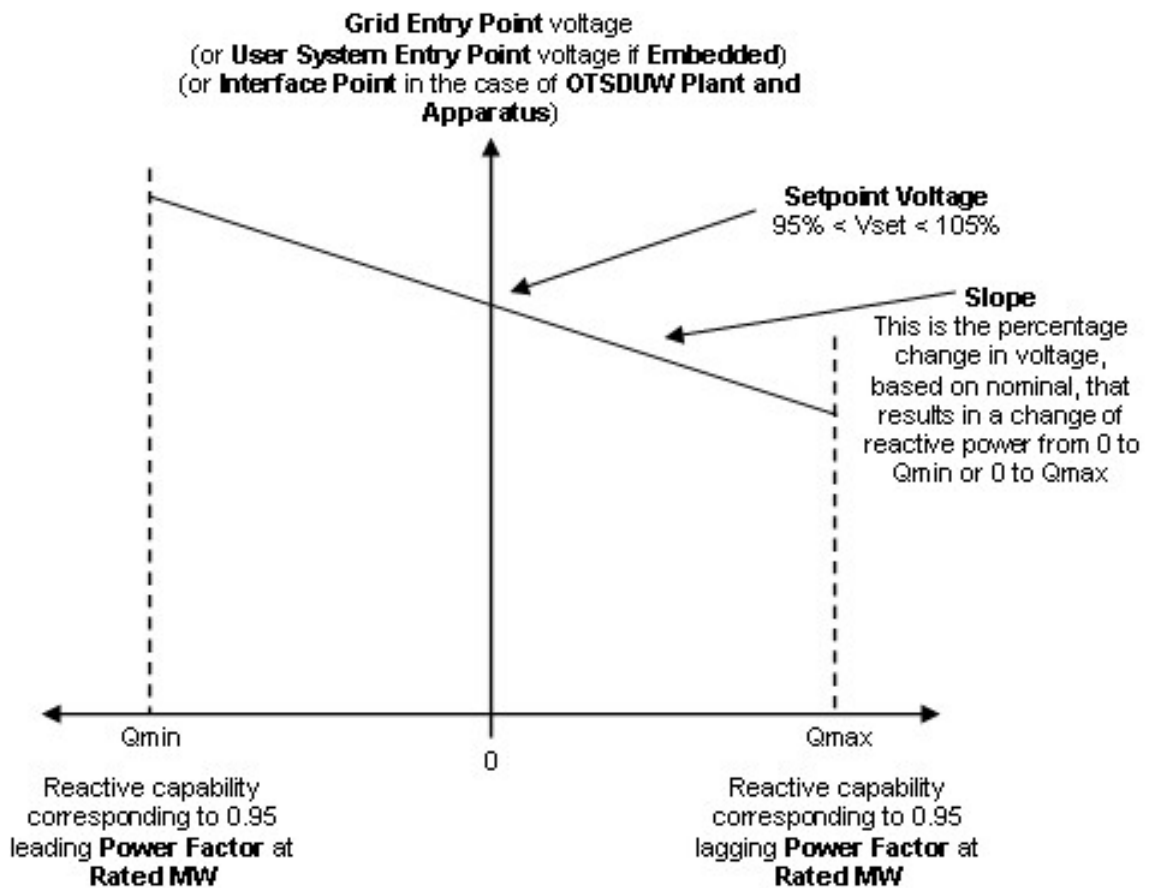 Grid Entry Point voltage
(or User System Entry Point voltage if Embedded)
(or Interface Point in the case of OTSDUW Plant and
Apparatus)
Setpoint Voltage
95% < Vset < 105%
Slope
This is the percentage
change in voltage,
based on nominal, that
results in a change of
reactive power from 0 to
Qmin or 0 to Qmax
Qmin
0
Qmax
Reactive capability
corresponding to 0.95
leading Power Factor at
Rated MW
Reactive capability
corresponding to 0.95
lagging Power Factor at
Rated MW